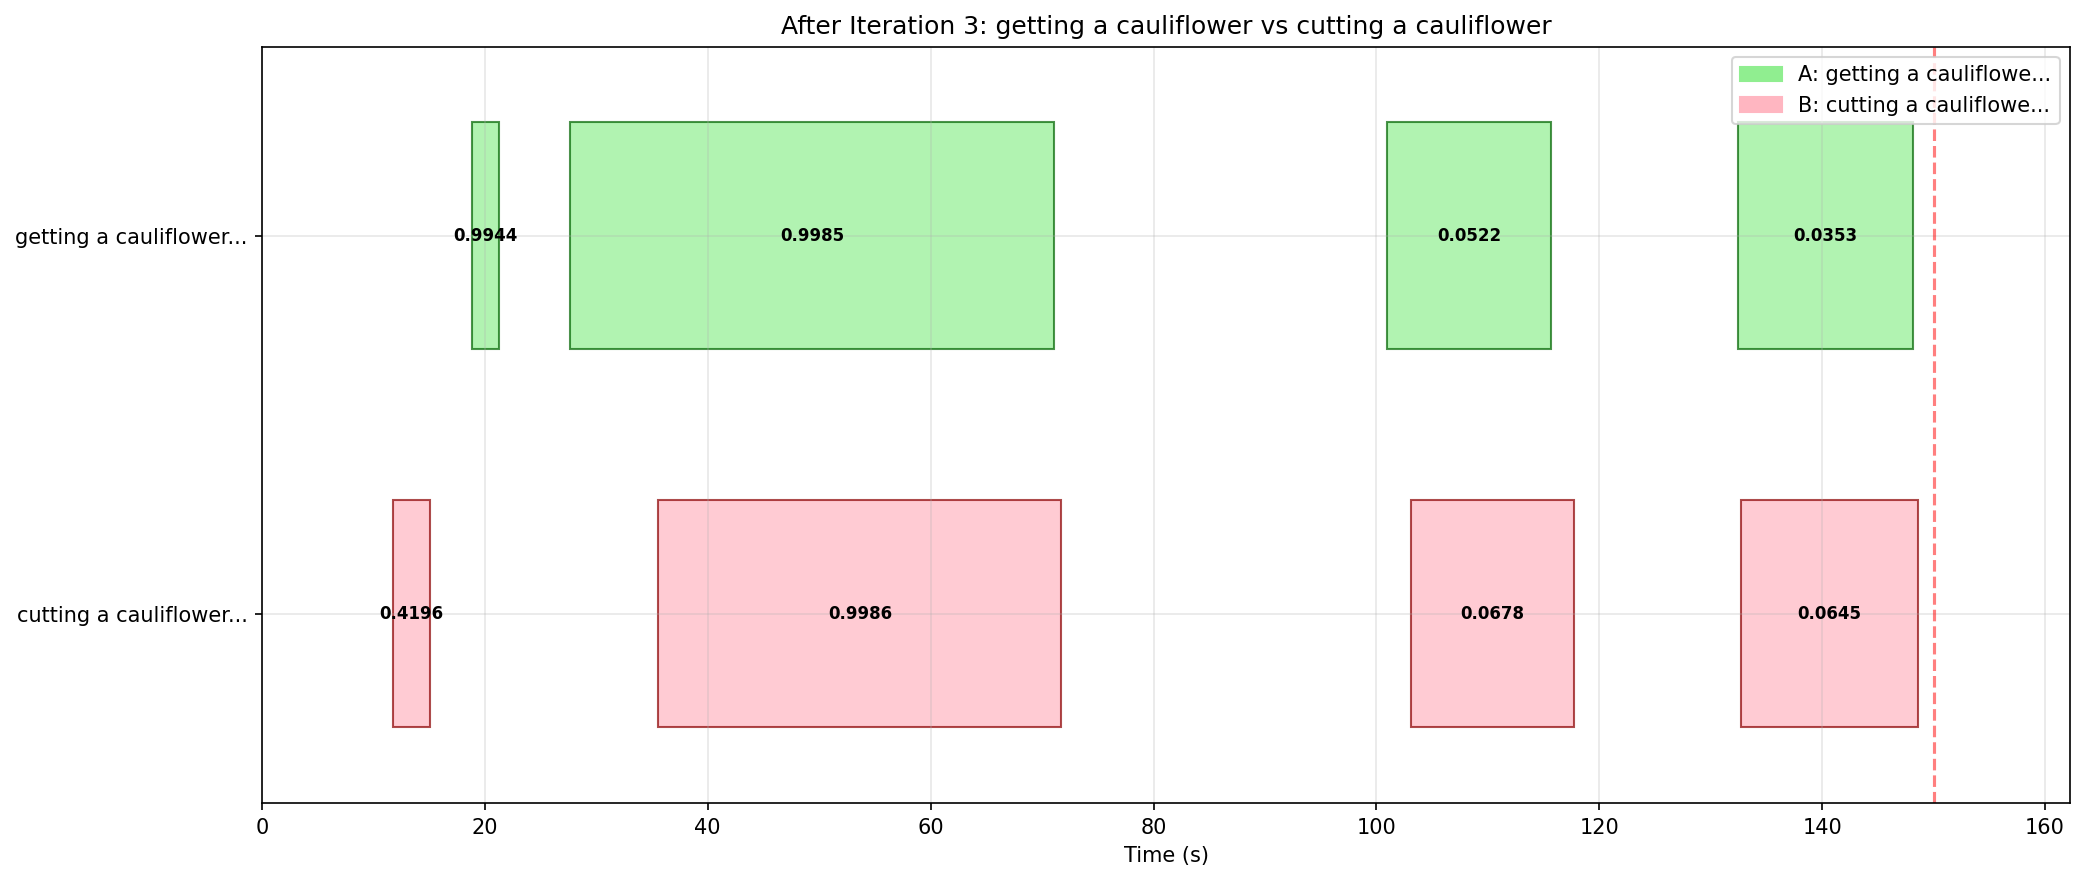 After Iteration 3: getting a cauliflower vs cutting a cauliflower
A: getting a cauliflowe...
B: cutting a cauliflowe...
getting a cauliflower...
0.9944
0.9985
0.0522
0.0353
cutting a cauliflower...
0.4196
0.9986
0.0678
0.0645
0 20 40 60 80 100 120 140 160
Time (s)